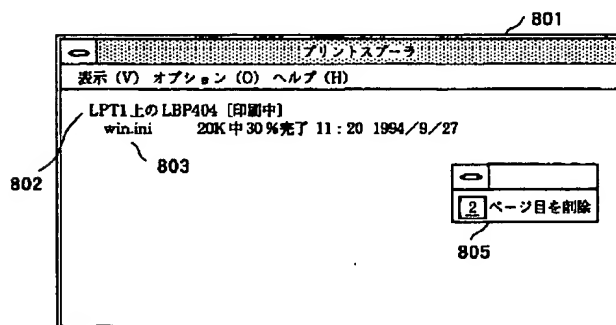 801
プリントスプーラ
表示 (V) オプション (O) ヘルプ (H)
LPT1上のLBP404 [印刷中]
win.ini 20K中30%完了 11:20 1994/9/27
802
803
2 ページ目を削除
805